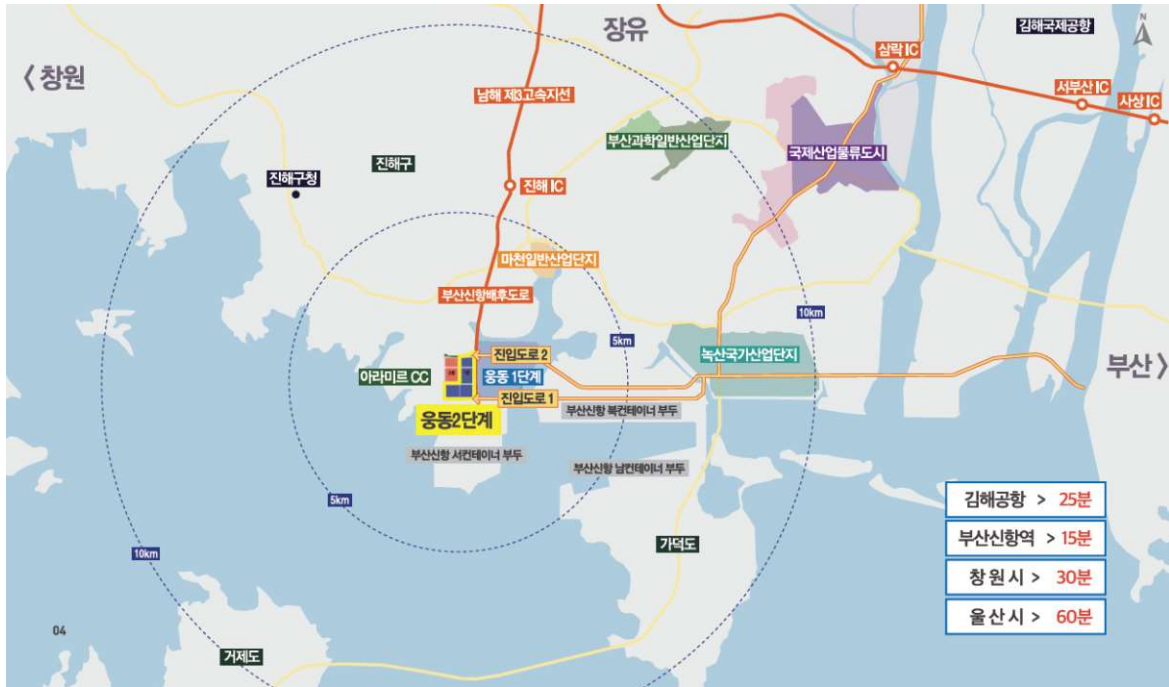 N
김해국제공항
장유
< 창원
삼락 IC
서부산 IC
사상 IC
남해 제3고속지선
부산과학일반산업단지
국제산업물류도시
진해구
진해구청
진해 IC
마천일반산업단지
부산신항배후도로
10km
5km
진입도로 2
녹산국가산업단지
아라미르 CC
웅동 1단계
부산 >
진입도로 1
부산신항 북컨테이너 부두
웅동2단계
부산신항 서컨테이너 부두
부산신항 남컨테이너 부두
5km
김해공항 > 25분
부산신항역 > 15분
창원시 > 30분
울산시 > 60분
가덕도
10km
04
거제도